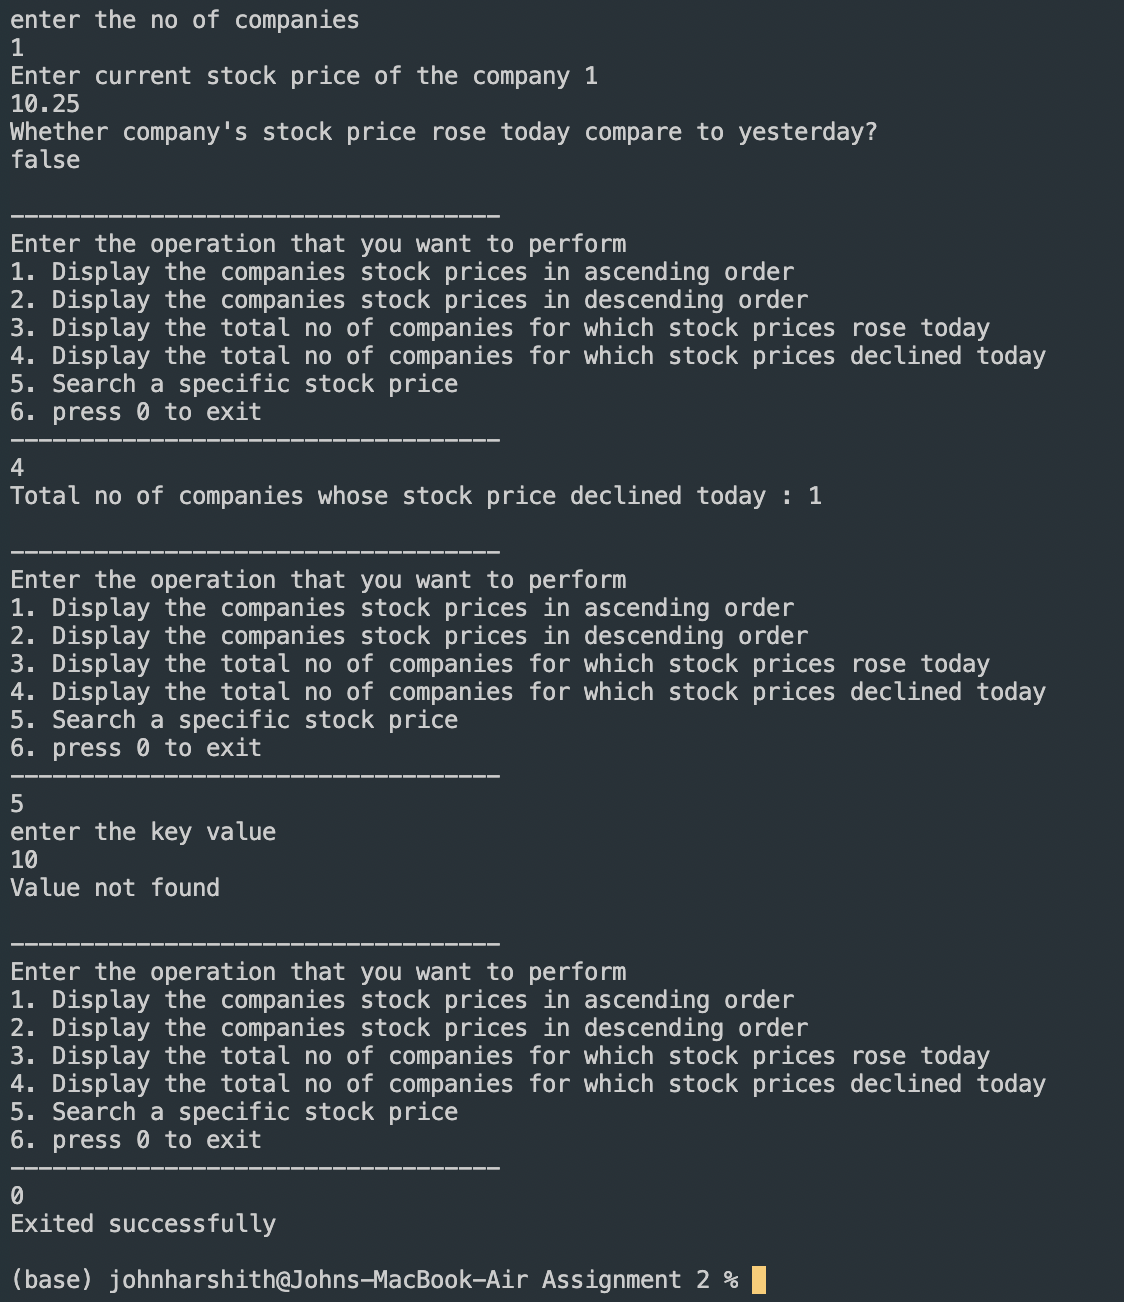 enter the no of companies
1
Enter current stock price of the company 1
10.25
Whether company's stock price rose today compare to yesterday?
false
-----------------------------------
Enter the operation that you want to perform
1. Display the companies stock prices in ascending order
2. Display the companies stock prices in descending order
3. Display the total no of companies for which stock prices rose today
4. Display the total no of companies for which stock prices declined today
5. Search a specific stock price
6. press 0 to exit
-----------------------------------
4
Total no of companies whose stock price declined today : 1
-----------------------------------
Enter the operation that you want to perform
1. Display the companies stock prices in ascending order
2. Display the companies stock prices in descending order
3. Display the total no of companies for which stock prices rose today
4. Display the total no of companies for which stock prices declined today
5. Search a specific stock price
6. press 0 to exit
-----------------------------------
5
enter the key value
10
Value not found
-----------------------------------
Enter the operation that you want to perform
1. Display the companies stock prices in ascending order
2. Display the companies stock prices in descending order
3. Display the total no of companies for which stock prices rose today
4. Display the total no of companies for which stock prices declined today
5. Search a specific stock price
6. press 0 to exit
-----------------------------------
0
Exited successfully
(base) johnharshith@Johns-MacBook-Air Assignment 2 %